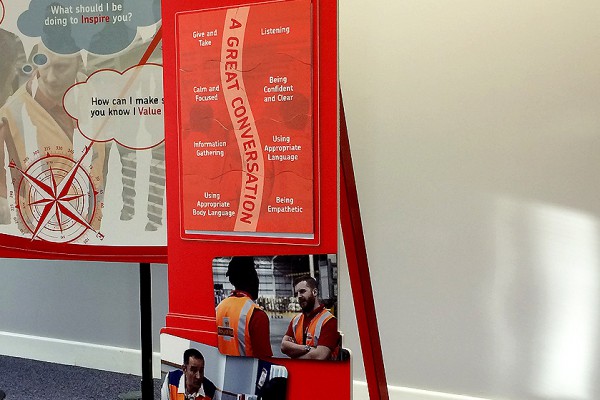 What should I be
doing to Inspire you?
How can I make
you know I Value
A GREAT CONVERSATION
Give and
Take
Listening
Calm and
Focused
Being
Confident
and Clear
Information
Gathering
Using
Appropriate
Language
Using
Appropriate
Body Language
Being
Empathetic